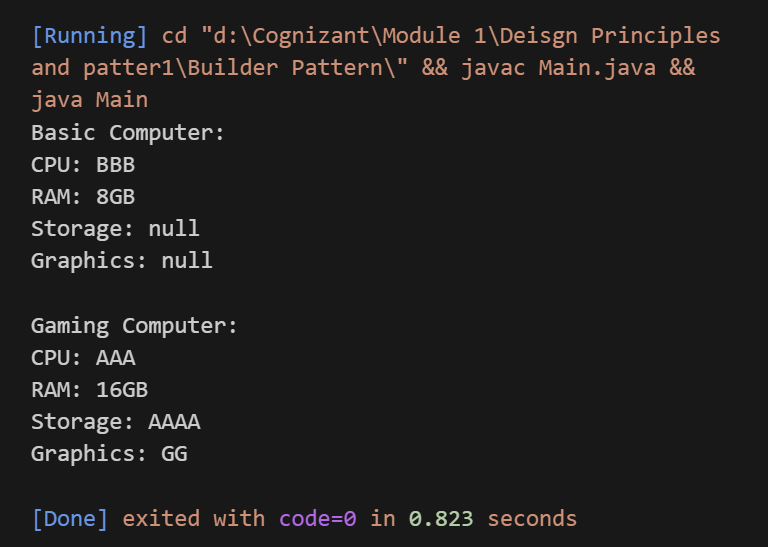 [Running] cd "d:\Cognizant\Module 1\Deisgn Principles
and patter1\Builder Pattern\" && javac Main.java &&
java Main
Basic Computer:
CPU: BBB
RAM: 8GB
Storage: null
Graphics: null
Gaming Computer:
CPU: AAA
RAM: 16GB
Storage: AAAA
Graphics: GG
[Done] exited with code=0 in 0.823 seconds